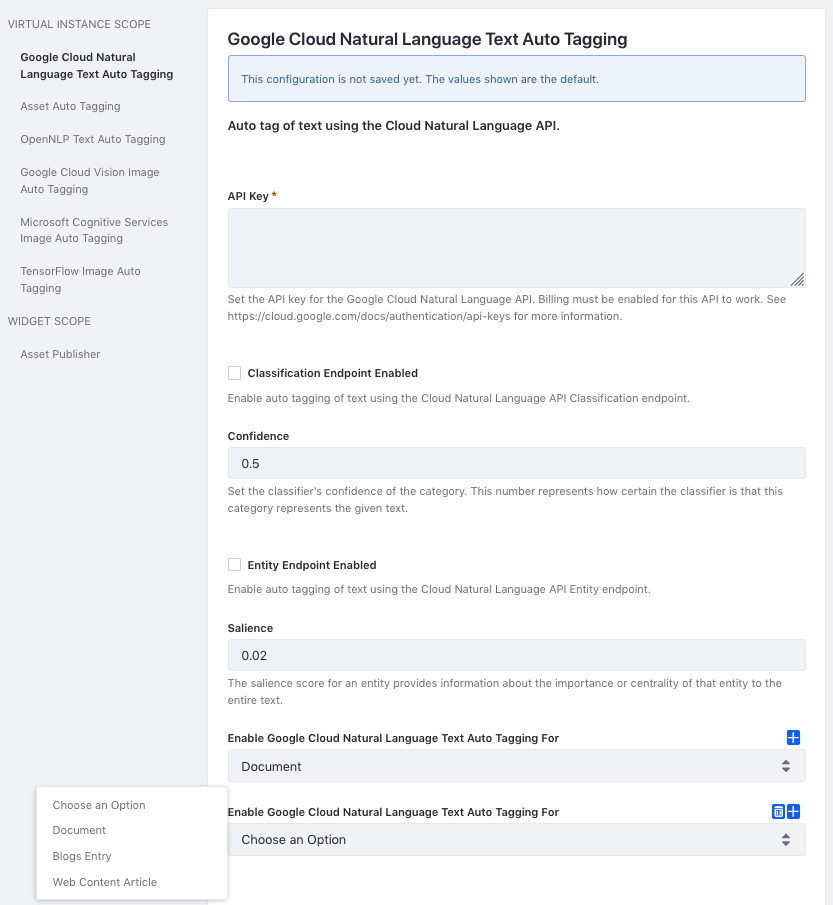 VIRTUAL INSTANCE SCOPE
Google Cloud Natural
Language Text Auto Tagging
Asset Auto Tagging
OpenNLP Text Auto Tagging
Google Cloud Vision Image
Auto Tagging
Microsoft Cognitive Services
Image Auto Tagging
TensorFlow Image Auto
Tagging
WIDGET SCOPE
Asset Publisher
Google Cloud Natural Language Text Auto Tagging
This configuration is not saved yet. The values shown are the default.
Auto tag of text using the Cloud Natural Language API.
API Key *
Set the API key for the Google Cloud Natural Language API. Billing must be enabled for this API to work. See
https://cloud.google.com/docs/authentication/api-keys for more information.
Classification Endpoint Enabled
Enable auto tagging of text using the Cloud Natural Language API Classification endpoint.
Confidence
0.5
Set the classifier's confidence of the category. This number represents how certain the classifier is that this
category represents the given text.
Entity Endpoint Enabled
Enable auto tagging of text using the Cloud Natural Language API Entity endpoint.
Salience
0.02
The salience score for an entity provides information about the importance or centrality of that entity to the
entire text.
Enable Google Cloud Natural Language Text Auto Tagging For
Document
Enable Google Cloud Natural Language Text Auto Tagging For
Choose an Option
Choose an Option
Document
Blogs Entry
Web Content Article